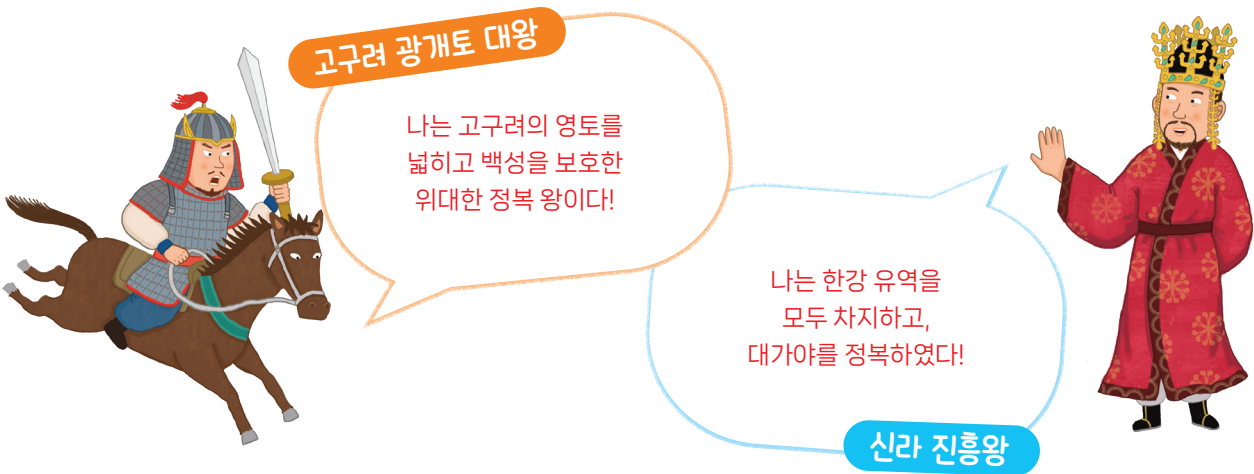 고구려 광개토 대왕
나는 고구려의 영토를
넓히고 백성을 보호한
위대한 정복 왕이다!
나는 한강 유역을
모두 차지하고,
대가야를 정복하였다!
신라 진흥왕